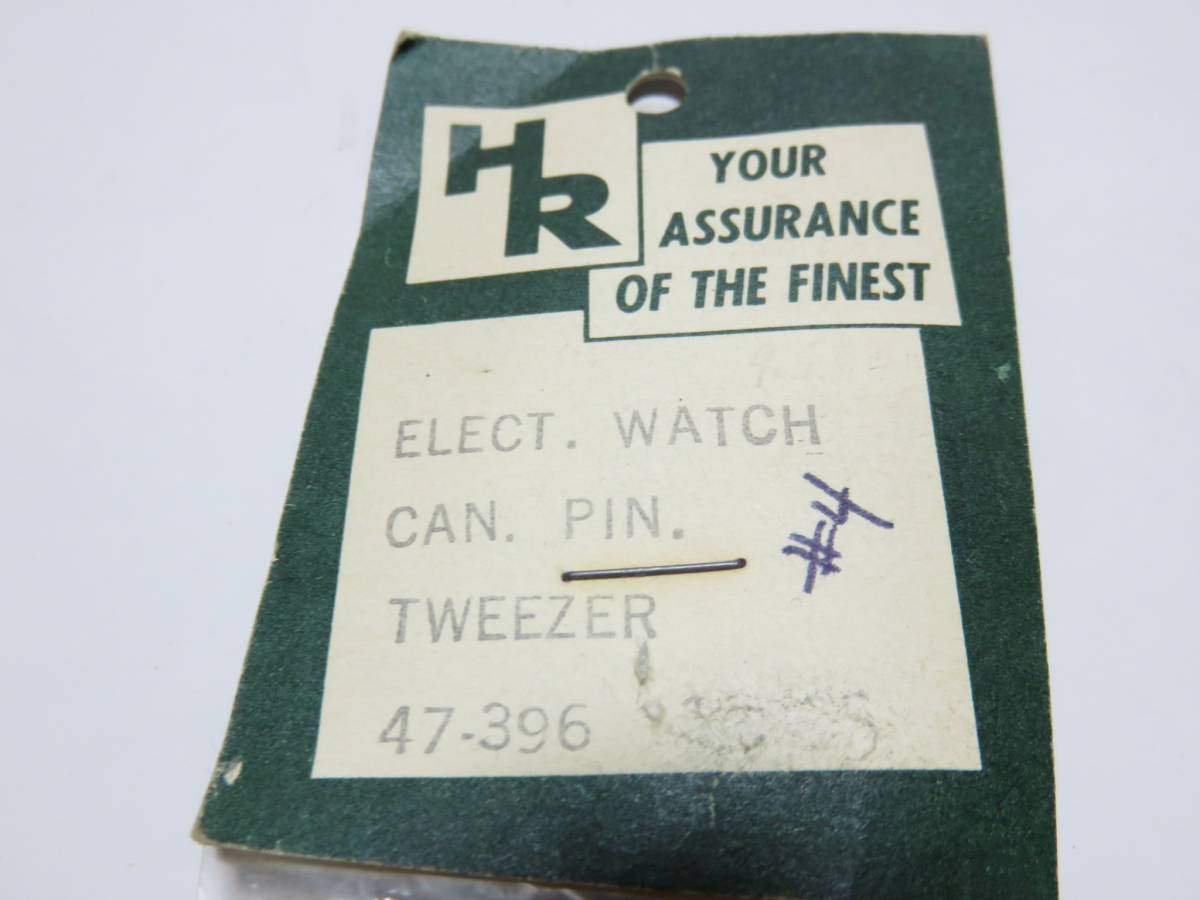 HR
YOUR
ASSURANCE
OF THE FINEST
ELECT. WATCH
CAN. PIN.
#4
TWEEZER
47-396